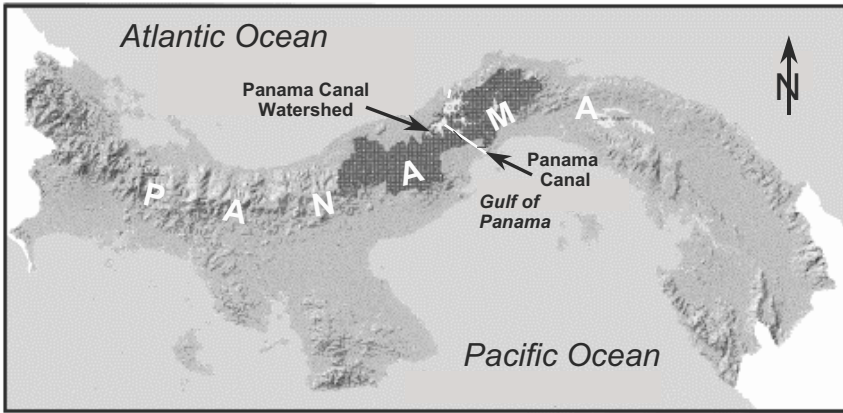 Atlantic Ocean
N
Panama Canal
Watershed
P A N A M A
Panama
Canal
Gulf of
Panama
Pacific Ocean